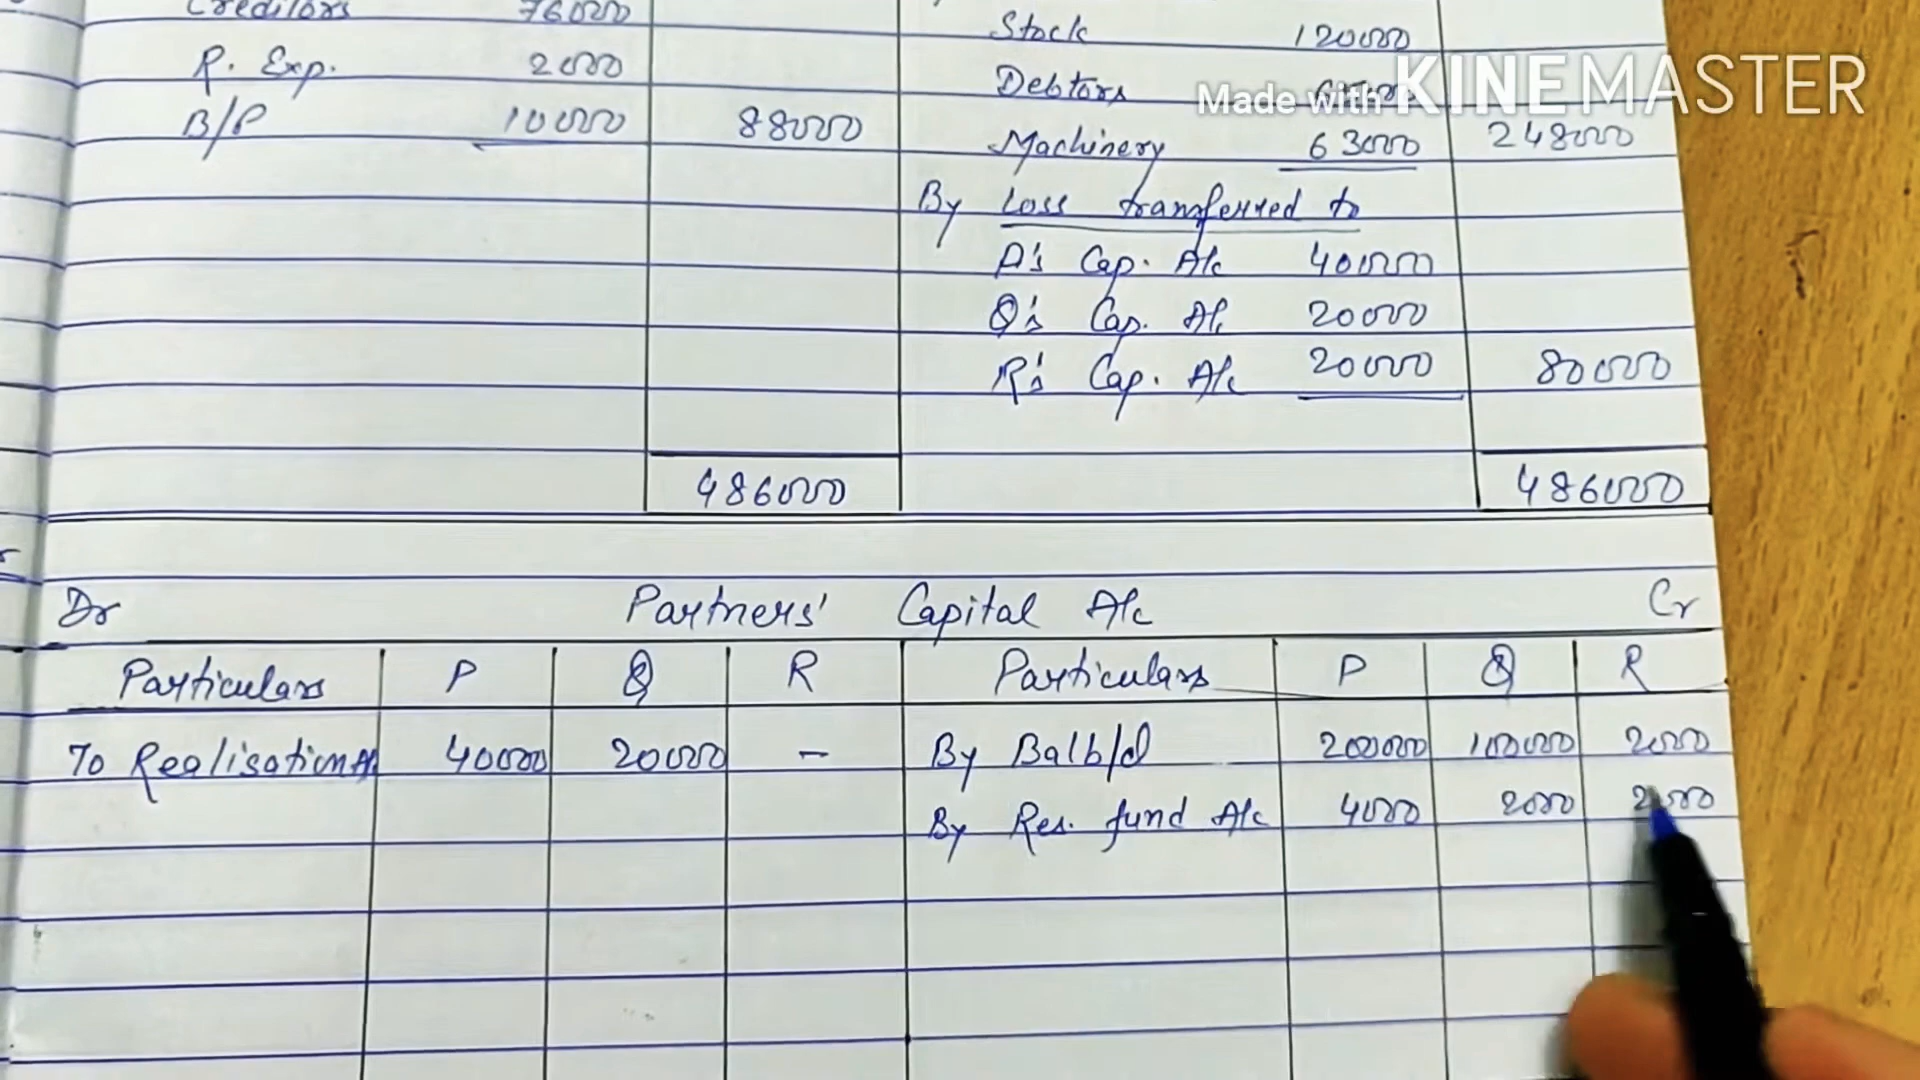 Creditors 76000 Stock 120000
R. Exp. 2000 Debtors
Made with KINEMASTER
B/P 10000 88000 Machinery 63000 248000
By Loss transferred to
P's Cap. A/c 40000
Q's Cap. A/c 20000
R's Cap. A/c 20000 80000
486000 486000
Dr Partners' Capital A/c Cr
Particulars P Q R Particulars P Q R
To Realisation A/c 40000 20000 – By Bal b/d 200000 100000 2000
By Res. fund A/c 4000 2000 2000